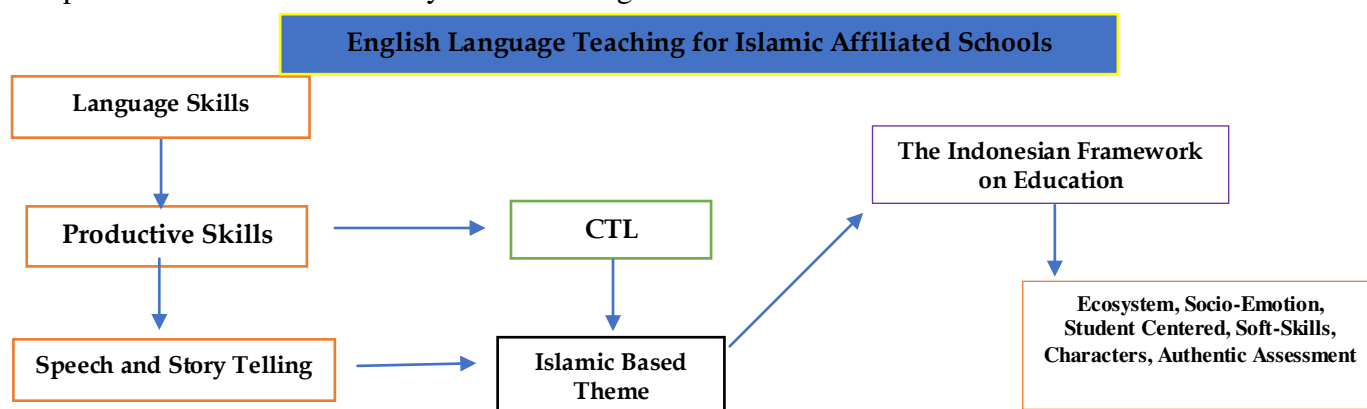 English Language Teaching for Islamic Affiliated Schools
Language Skills
The Indonesian Framework
on Education
Productive Skills
CTL
Ecosystem, Socio-Emotion,
Student Centered, Soft-Skills,
Characters, Authentic Assessment
Speech and Story Telling
Islamic Based
Theme